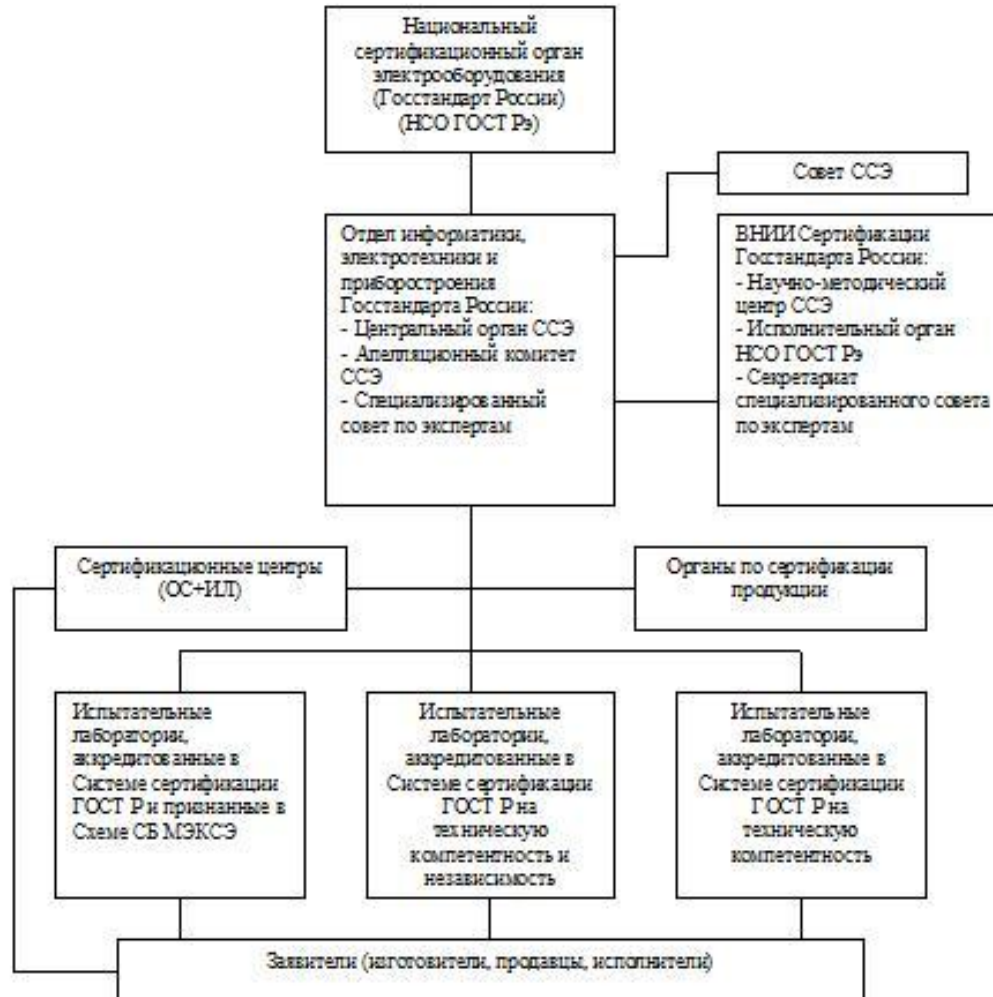 Национальный
сертификационный орган
электрооборудования
(Госстандарт России)
(НСО ГОСТ Рэ)
Совет ССЭ
Отдел информатики,
электротехники и
приборостроения
Госстандарта России:
- Центральный орган ССЭ
- Апелляционный комитет
ССЭ
- Специализированный
совет по экспертам
ВНИИ Сертификации
Госстандарта России:
- Научно-методический
центр ССЭ
- Исполнительный орган
НСО ГОСТ Рэ
- Секретариат
специализированного совета
по экспертам
Сертификационные центры
(ОС+ИЛ)
Органы по сертификации
продукции
Испытательные
лаборатории,
аккредитованные в
Системе сертификации
ГОСТ Р и признанные в
Схеме СБ МЭКСЭ
Испытательные
лаборатории,
аккредитованные в
Системе сертификации
ГОСТ Р на
техническую
компетентность и
независимость
Испытательные
лаборатории,
аккредитованные в
Системе сертификации
ГОСТ Р на
техническую
компетентность
Заявители (изготовители, продавцы, исполнители)